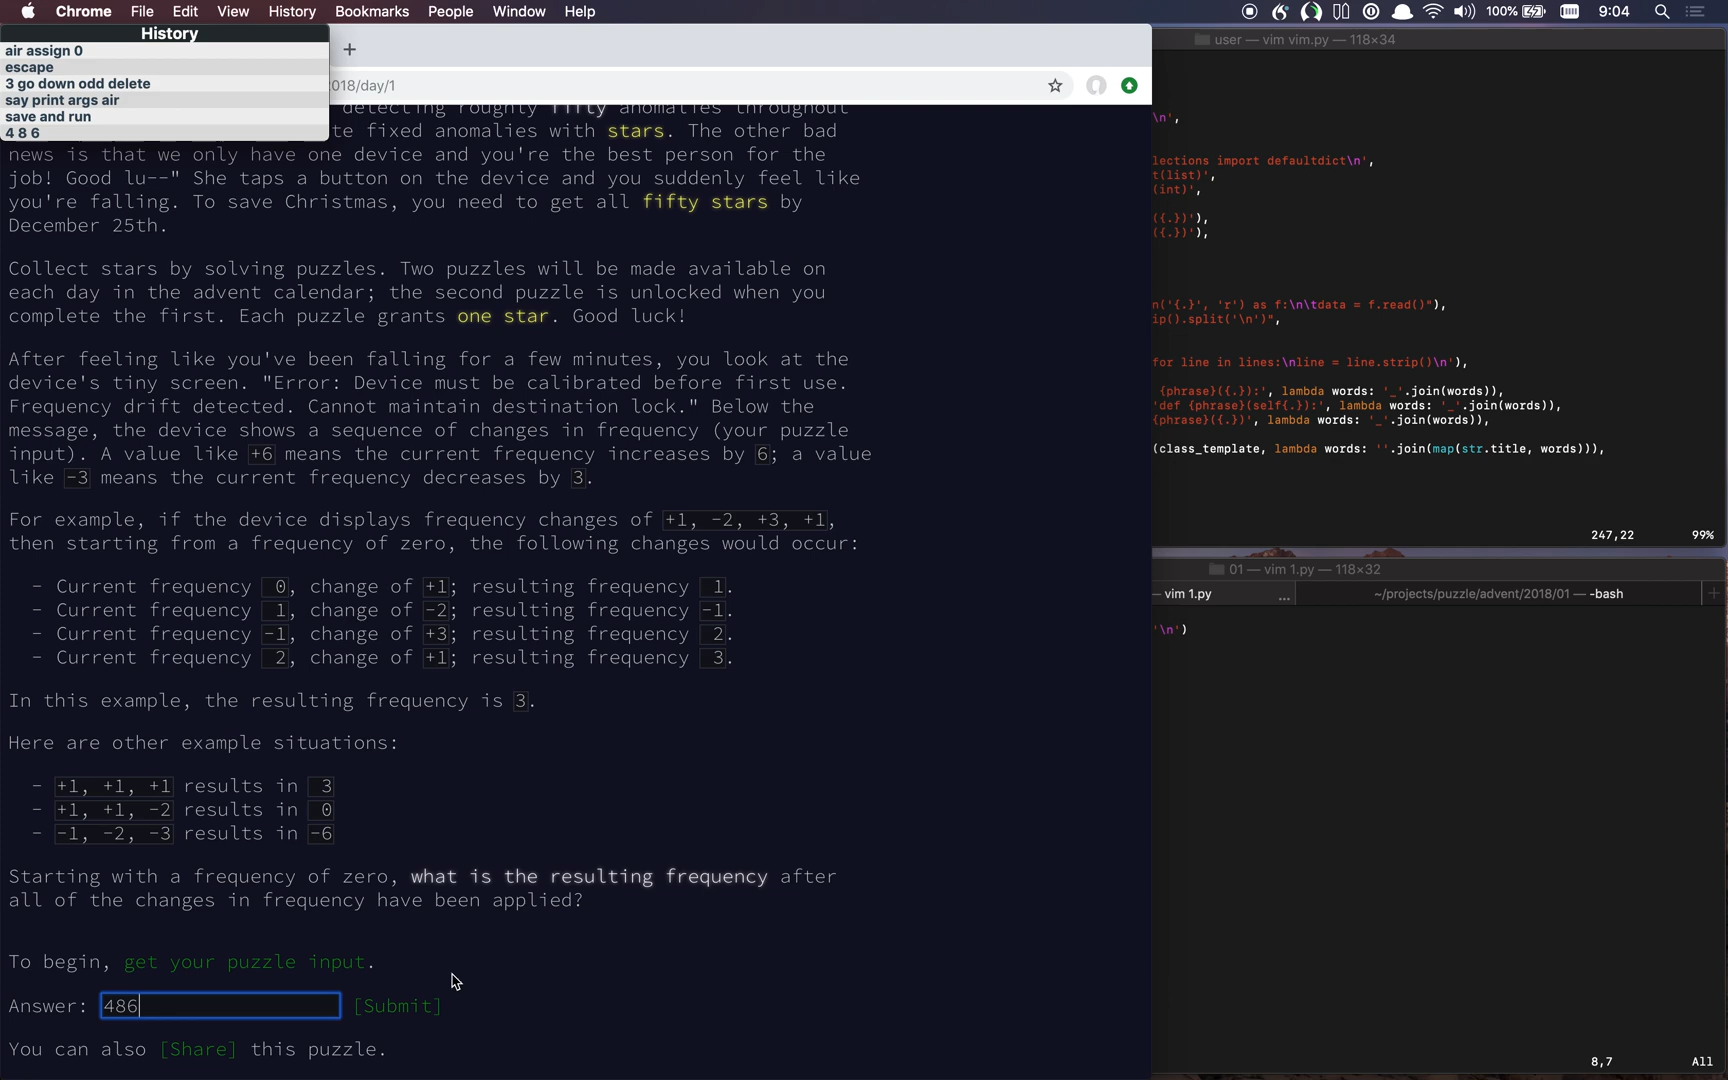 Chrome File Edit View History Bookmarks People Window Help 100% 9:04
History
air assign 0
escape
3 go down odd delete
say print args air
save and run
4 8 6
018/day/1
detecting roughly fifty anomalies throughout
te fixed anomalies with stars. The other bad
news is that we only have one device and you're the best person for the
job! Good lu--" She taps a button on the device and you suddenly feel like
you're falling. To save Christmas, you need to get all fifty stars by
December 25th.
Collect stars by solving puzzles. Two puzzles will be made available on
each day in the advent calendar; the second puzzle is unlocked when you
complete the first. Each puzzle grants one star. Good luck!
After feeling like you've been falling for a few minutes, you look at the
device's tiny screen. "Error: Device must be calibrated before first use.
Frequency drift detected. Cannot maintain destination lock." Below the
message, the device shows a sequence of changes in frequency (your puzzle
input). A value like +6 means the current frequency increases by 6; a value
like -3 means the current frequency decreases by 3.
For example, if the device displays frequency changes of +1, -2, +3, +1,
then starting from a frequency of zero, the following changes would occur:
- Current frequency 0, change of +1; resulting frequency 1.
- Current frequency 1, change of -2; resulting frequency -1.
- Current frequency -1, change of +3; resulting frequency 2.
- Current frequency 2, change of +1; resulting frequency 3.
In this example, the resulting frequency is 3.
Here are other example situations:
- +1, +1, +1 results in 3
- +1, +1, -2 results in 0
- -1, -2, -3 results in -6
Starting with a frequency of zero, what is the resulting frequency after
all of the changes in frequency have been applied?
To begin, get your puzzle input.
Answer: 486 [Submit]
You can also [Share] this puzzle.
user — vim vim.py — 118×34
\n',
lections import defaultdict\n',
t(list)',
(int)',
({.})'),
({.})'),
n('{.}', 'r') as f:\n\tdata = f.read()"),
ip().split('\n')",
for line in lines:\nline = line.strip()\n'),
{phrase}({.}):', lambda words: '_'.join(words)),
'def {phrase}(self{.}):', lambda words: '_'.join(words)),
{phrase}({.})', lambda words: '_'.join(words)),
(class_template, lambda words: ''.join(map(str.title, words))),
247,22 99%
01 — vim 1.py — 118×32
— vim 1.py ... ~/projects/puzzle/advent/2018/01 — -bash
'\n')
8,7 All